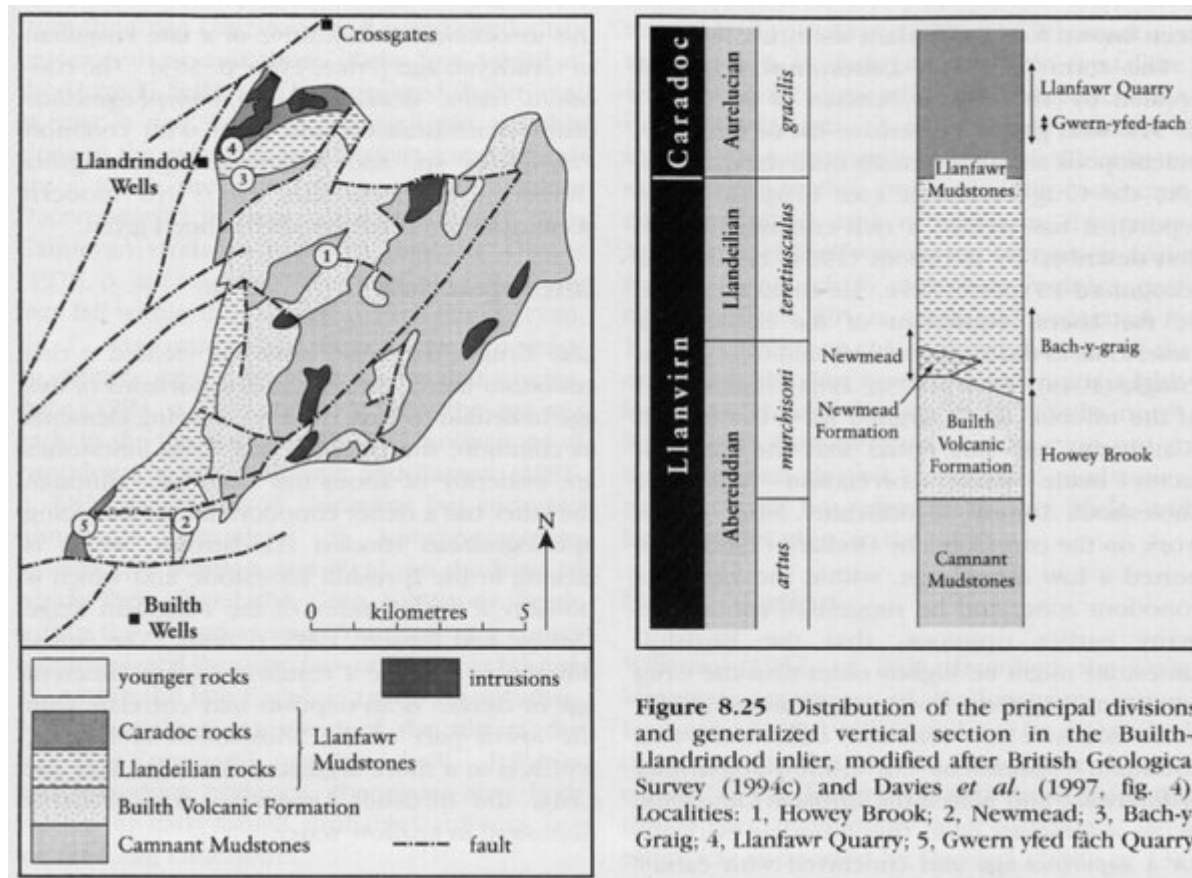 Crossgates
Llandrindod
Wells
4
3
1
5
2
Builth
Wells
N
0 5
kilometres
younger rocks
intrusions
Caradoc rocks
Llandeilian rocks
Llanfawr
Mudstones
Builth Volcanic Formation
Camnant Mudstones
fault
Caradoc
Aurelucian
gracilis
Llanvirn
Llandeilian
teretiusculus
Abereiddian
murchisoni
artus
Llanfawr
Mudstones
Newmead
Newmead
Formation
Builth
Volcanic
Formation
Camnant
Mudstones
Llanfawr Quarry
Gwern-yfed-fach
Bach-y-graig
Howey Brook
Figure 8.25 Distribution of the principal divisions
and generalized vertical section in the Builth–
Llandrindod inlier, modified after British Geological
Survey (1994c) and Davies et al. (1997, fig. 4).
Localities: 1, Howey Brook; 2, Newmead; 3, Bach-y
Graig; 4, Llanfawr Quarry; 5, Gwern yfed fâch Quarry